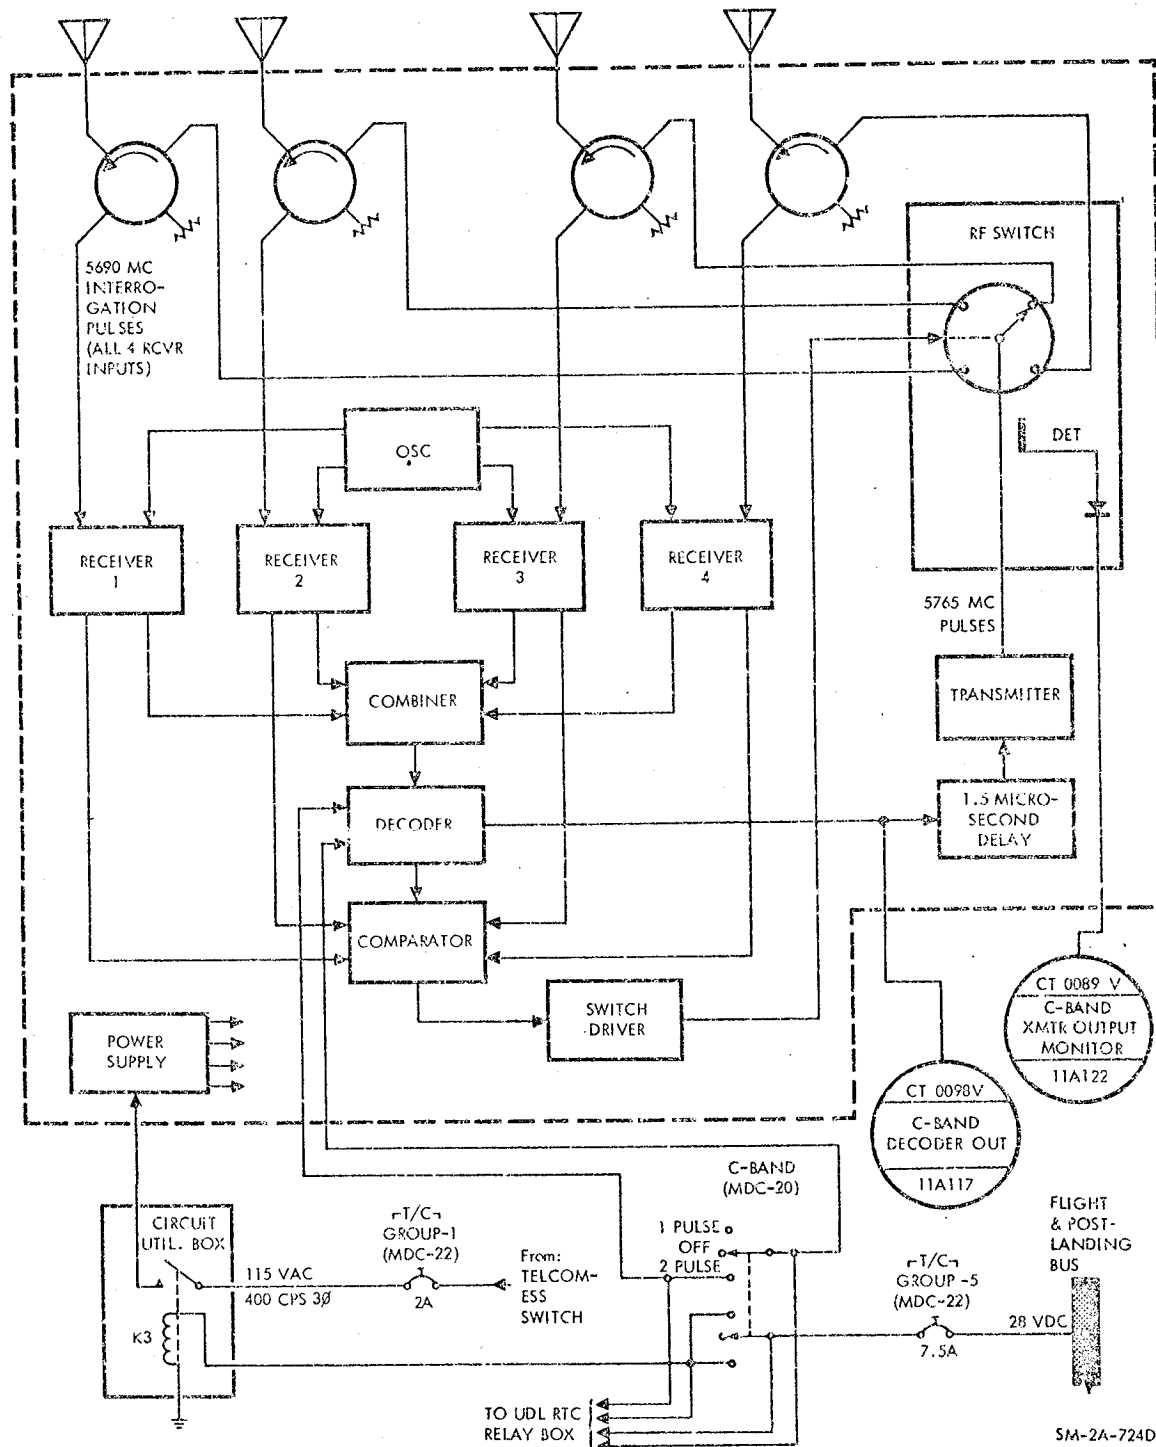 RF SWITCH
5690 MC
INTERRO-
GATION
PULSES
(ALL 4 RCVR
INPUTS)
OSC
DET
RECEIVER
1
RECEIVER
2
RECEIVER
3
RECEIVER
4
5765 MC
PULSES
COMBINER
TRANSMITTER
DECODER
1.5 MICRO-
SECOND
DELAY
COMPARATOR
SWITCH
DRIVER
POWER
SUPPLY
CT 0089 V
C-BAND
XMTR OUTPUT
MONITOR
11A122
CT 0098V
C-BAND
DECODER OUT
11A117
C-BAND
(MDC-20)
CIRCUIT
UTIL. BOX
T/C
GROUP-1
(MDC-22)
2A
115 VAC
400 CPS 3Ø
From:
TELCOM-
ESS
SWITCH
1 PULSE
OFF
2 PULSE
T/C
GROUP -5
(MDC-22)
7.5A
28 VDC
FLIGHT
& POST-
LANDING
BUS
K3
TO UDL RTC
RELAY BOX
SM-2A-724D